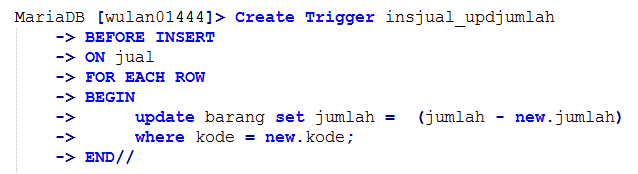 MariaDB [wulan01444]> Create Trigger insjual_updjumlah
-> BEFORE INSERT
-> ON jual
-> FOR EACH ROW
-> BEGIN
-> update barang set jumlah = (jumlah - new.jumlah)
-> where kode = new.kode;
-> END//